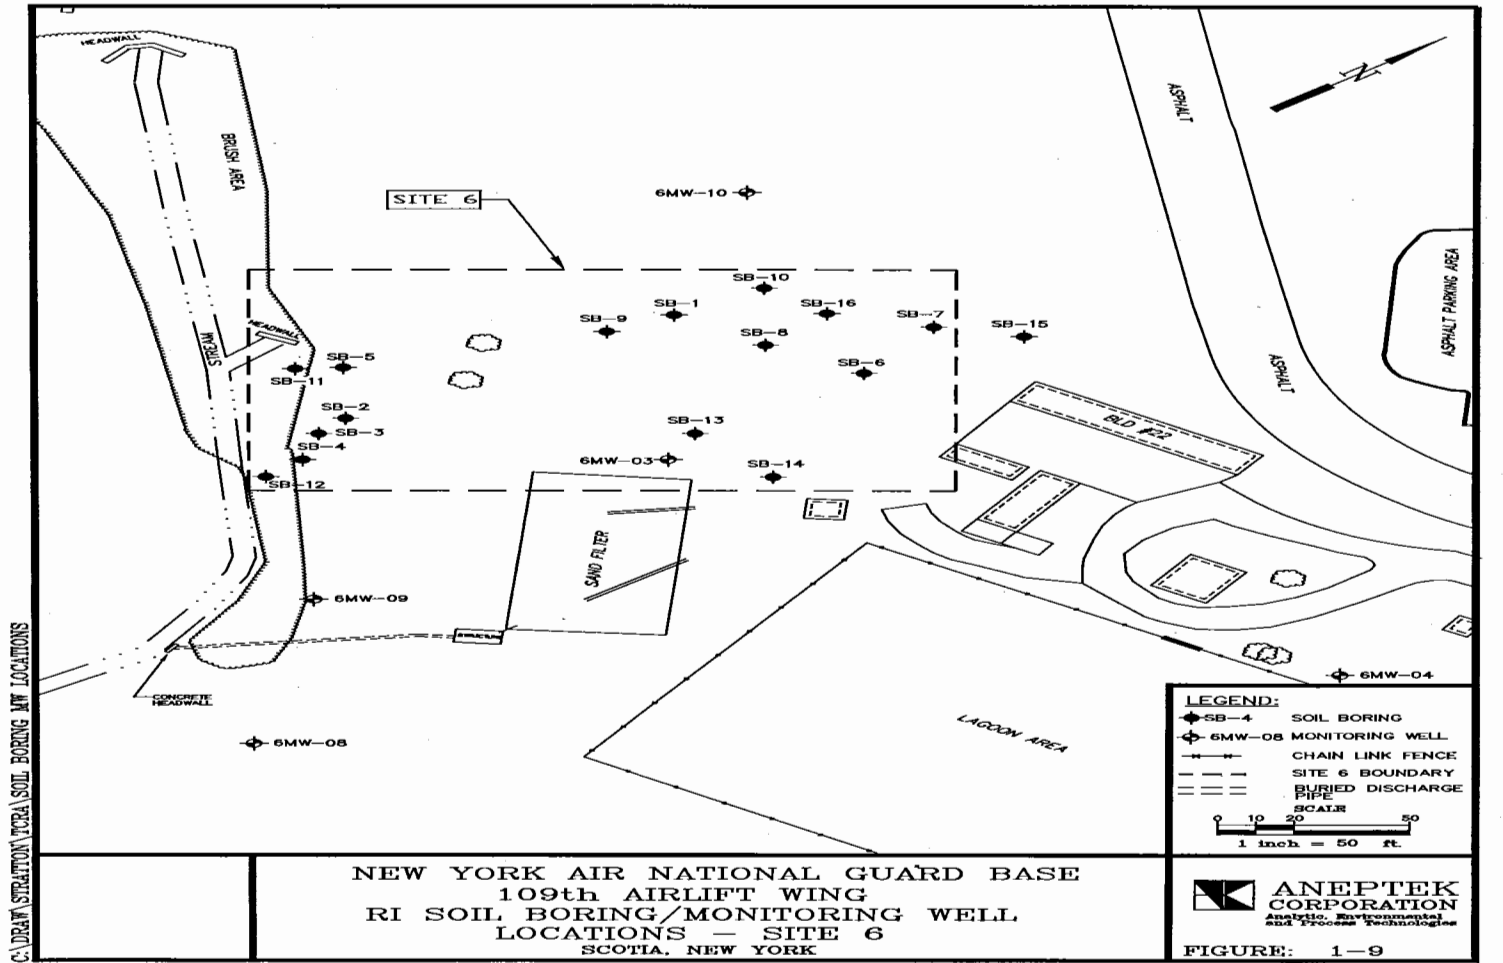 HEADWALL
N
ASPHALT
BRUSH AREA
6MW-10
SITE 6
ASPHALT PARKING AREA
SB-10
SB-1
SB-16
SB-9
SB-7
SB-15
HEADWALL
SB-8
STREAM
SB-5
SB-6
SB-11
ASPHALT
SB-2
SB-3
SB-13
BLD #22
SB-4
6MW-03
SB-14
SB-12
SAND FILTER
6MW-09
STRUCTURE
CONCRETE
HEADWALL
6MW-04
6MW-08
LAGOON AREA
LEGEND:
SB-4 SOIL BORING
6MW-08 MONITORING WELL
CHAIN LINK FENCE
SITE 6 BOUNDARY
BURIED DISCHARGE
PIPE
SCALE
0 10 20 50
1 inch = 50 ft.
C:\DRAW\STRATTON\TCRA\SOIL BORING MW LOCATIONS
NEW YORK AIR NATIONAL GUARD BASE
109th AIRLIFT WING
RI SOIL BORING/MONITORING WELL
LOCATIONS - SITE 6
SCOTIA, NEW YORK
ANEPTEK
CORPORATION
Analytic, Environmental
and Process Technologies
FIGURE: 1-9